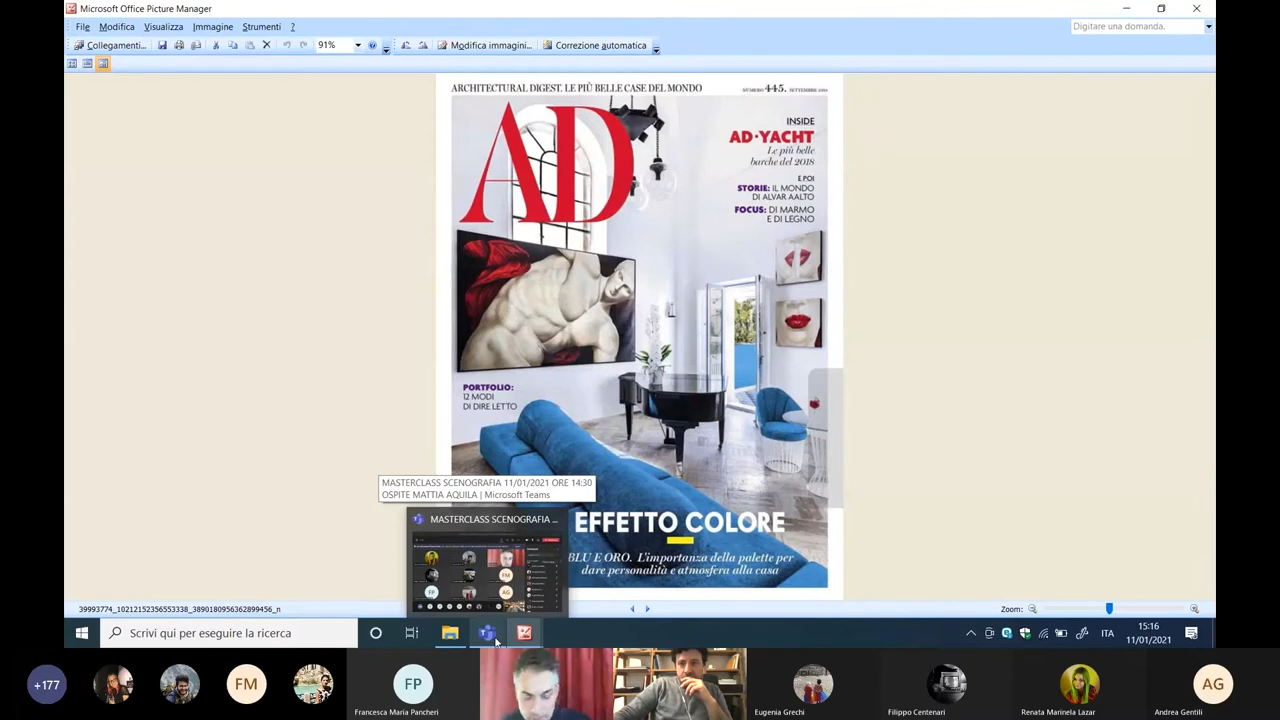 Microsoft Office Picture Manager
File Modifica Visualizza Immagine Strumenti ?
Digitare una domanda.
Collegamenti... 91% Modifica immagini... Correzione automatica
ARCHITECTURAL DIGEST. LE PIÙ BELLE CASE DEL MONDO
NUMERO 445. SETTEMBRE 2018
AD
INSIDE
AD·YACHT
Le più belle
barche del 2018
E POI
STORIE: IL MONDO
DI ALVAR AALTO
FOCUS: DI MARMO
E DI LEGNO
PORTFOLIO:
12 MODI
DI DIRE LETTO
MASTERCLASS SCENOGRAFIA 11/01/2021 ORE 14:30
OSPITE MATTIA AQUILA | Microsoft Teams
MASTERCLASS SCENOGRAFIA ...
FM
FP
AG
EFFETTO COLORE
BLU E ORO. L'importanza della palette per
dare personalità e atmosfera alla casa
39993774_10212152356553338_3890180956362899456_n
Zoom:
Scrivi qui per eseguire la ricerca
ITA
15:16
11/01/2021
+177
FM
FP
AG
Francesca Maria Pancheri
Eugenia Grechi
Filippo Centenari
Renata Marinela Lazar
Andrea Gentili